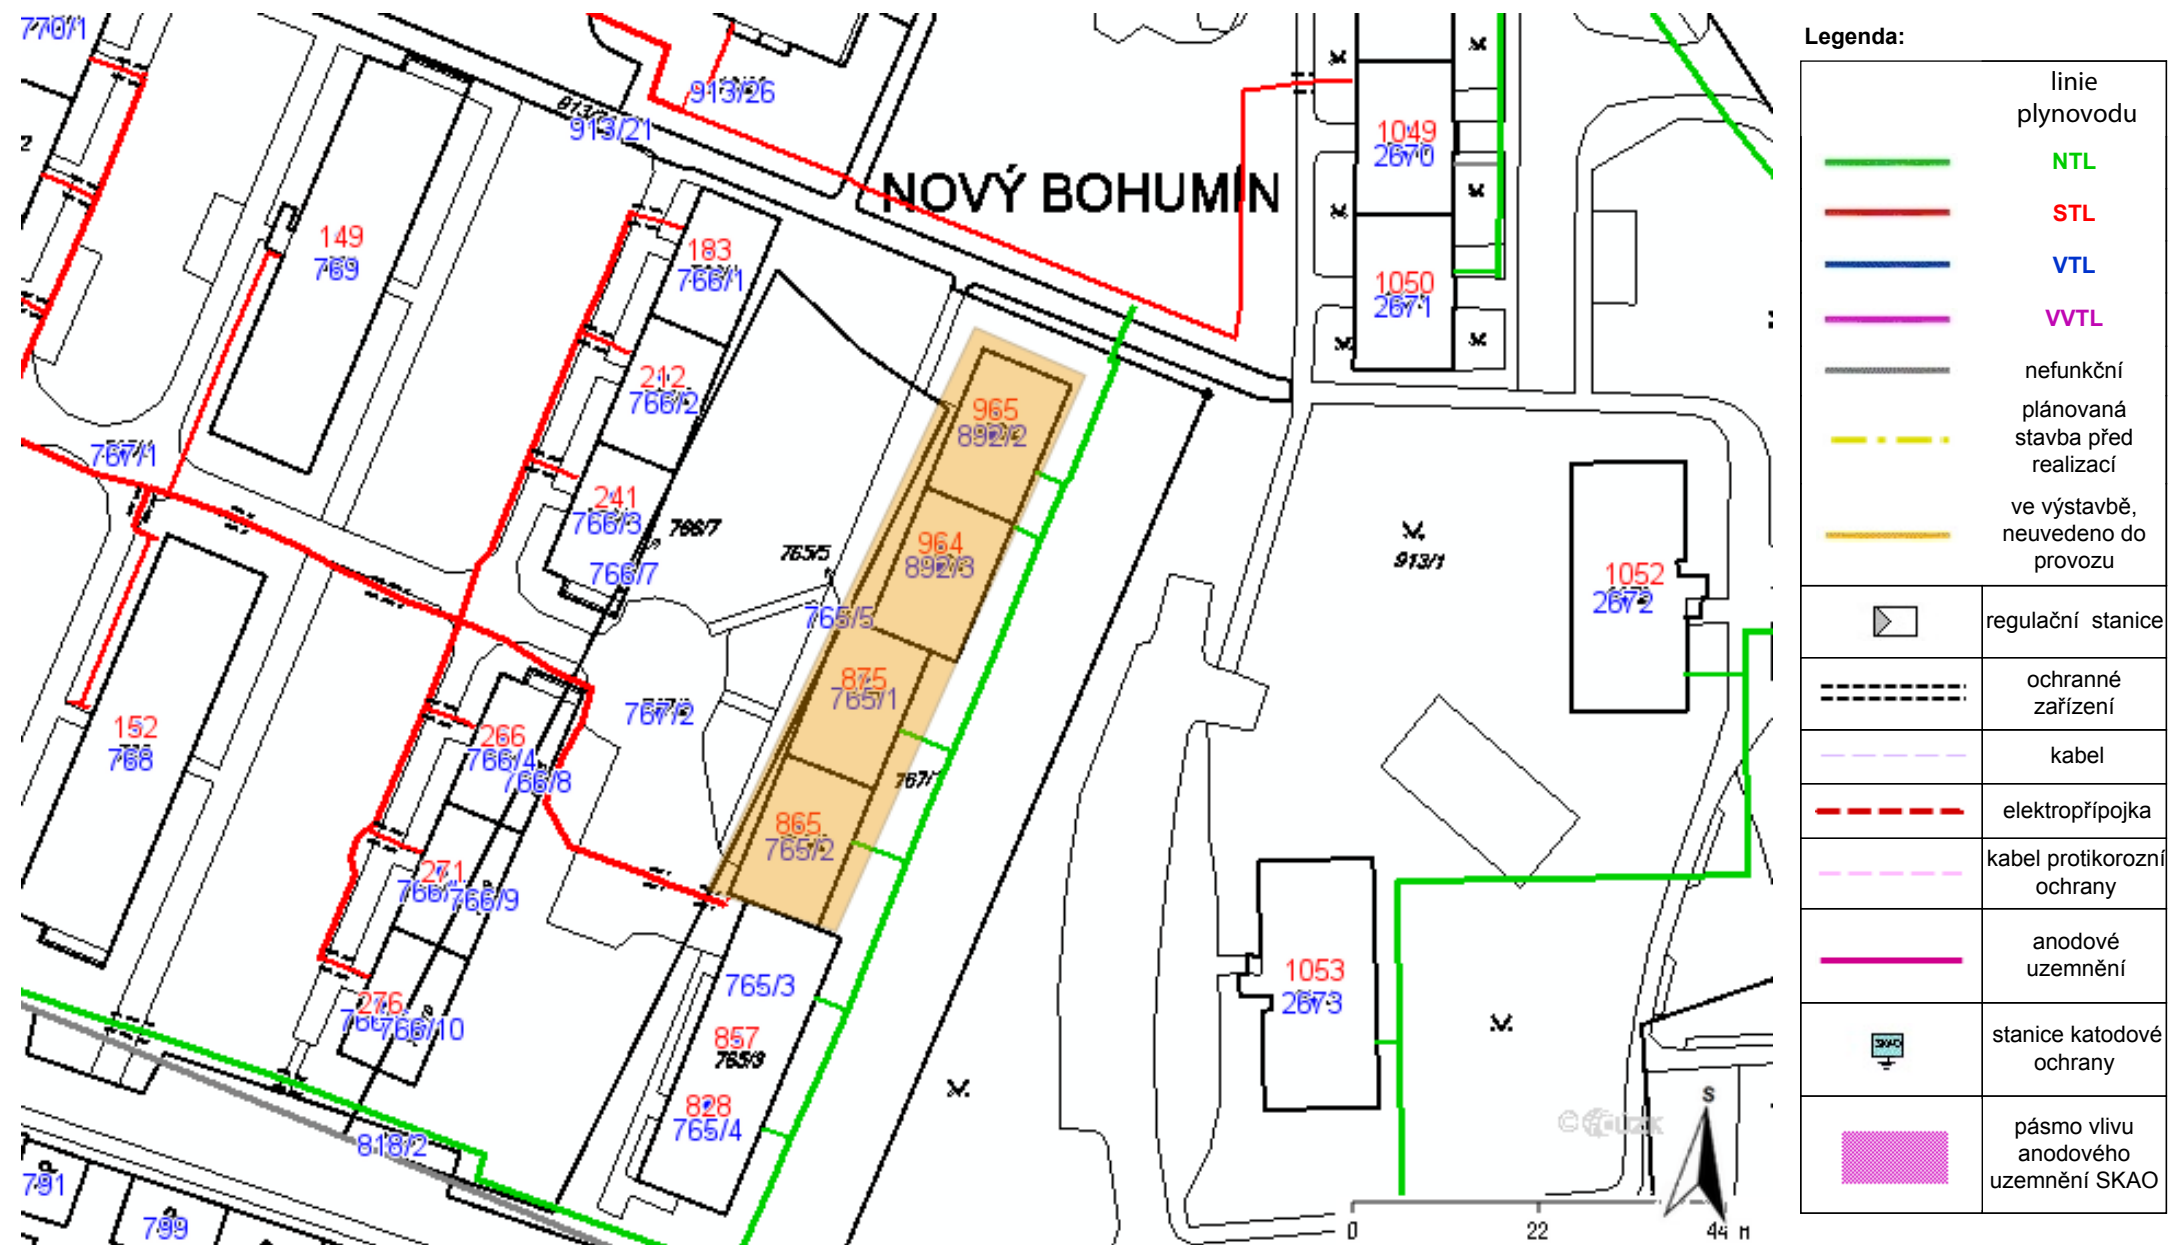 770/1
913/26
913/21
NOVÝ BOHUMÍN
1049
2670
1050
2671
149
769
183
766/1
212
766/2
241
766/3
766/7
766/7
767/1
765/5
765/5
965
892/2
964
892/3
875
765/1
865
765/2
767/2
152
768
266
766/4
766/8
271
766/9
276
766/10
765/3
857
765/3
828
765/4
818/2
791
799
913/1
1052
2672
1053
2673
0 22 44 M
S
Legenda:
linie
plynovodu
NTL
STL
VTL
VVTL
nefunkční
plánovaná
stavba před
realizací
ve výstavbě,
neuvedeno do
provozu
regulační stanice
ochranné
zařízení
kabel
elektropřípojka
kabel protikorozní
ochrany
anodové
uzemnění
SKAO
stanice katodové
ochrany
pásmo vlivu
anodového
uzemnění SKAO